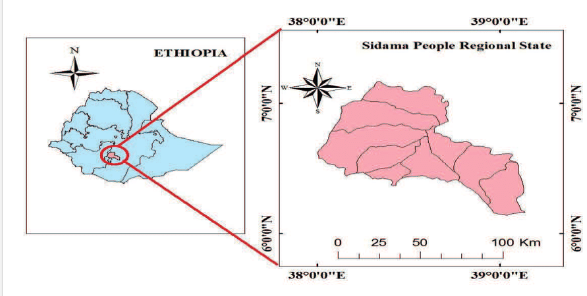 38°0'0"E 39°0'0"E
N
ETHIOPIA
Sidama People Regional State
N
W E
S
7°0'0"N 7°0'0"N
6°0'0"N 6°0'0"N
0 25 50 100 Km
38°0'0"E 39°0'0"E